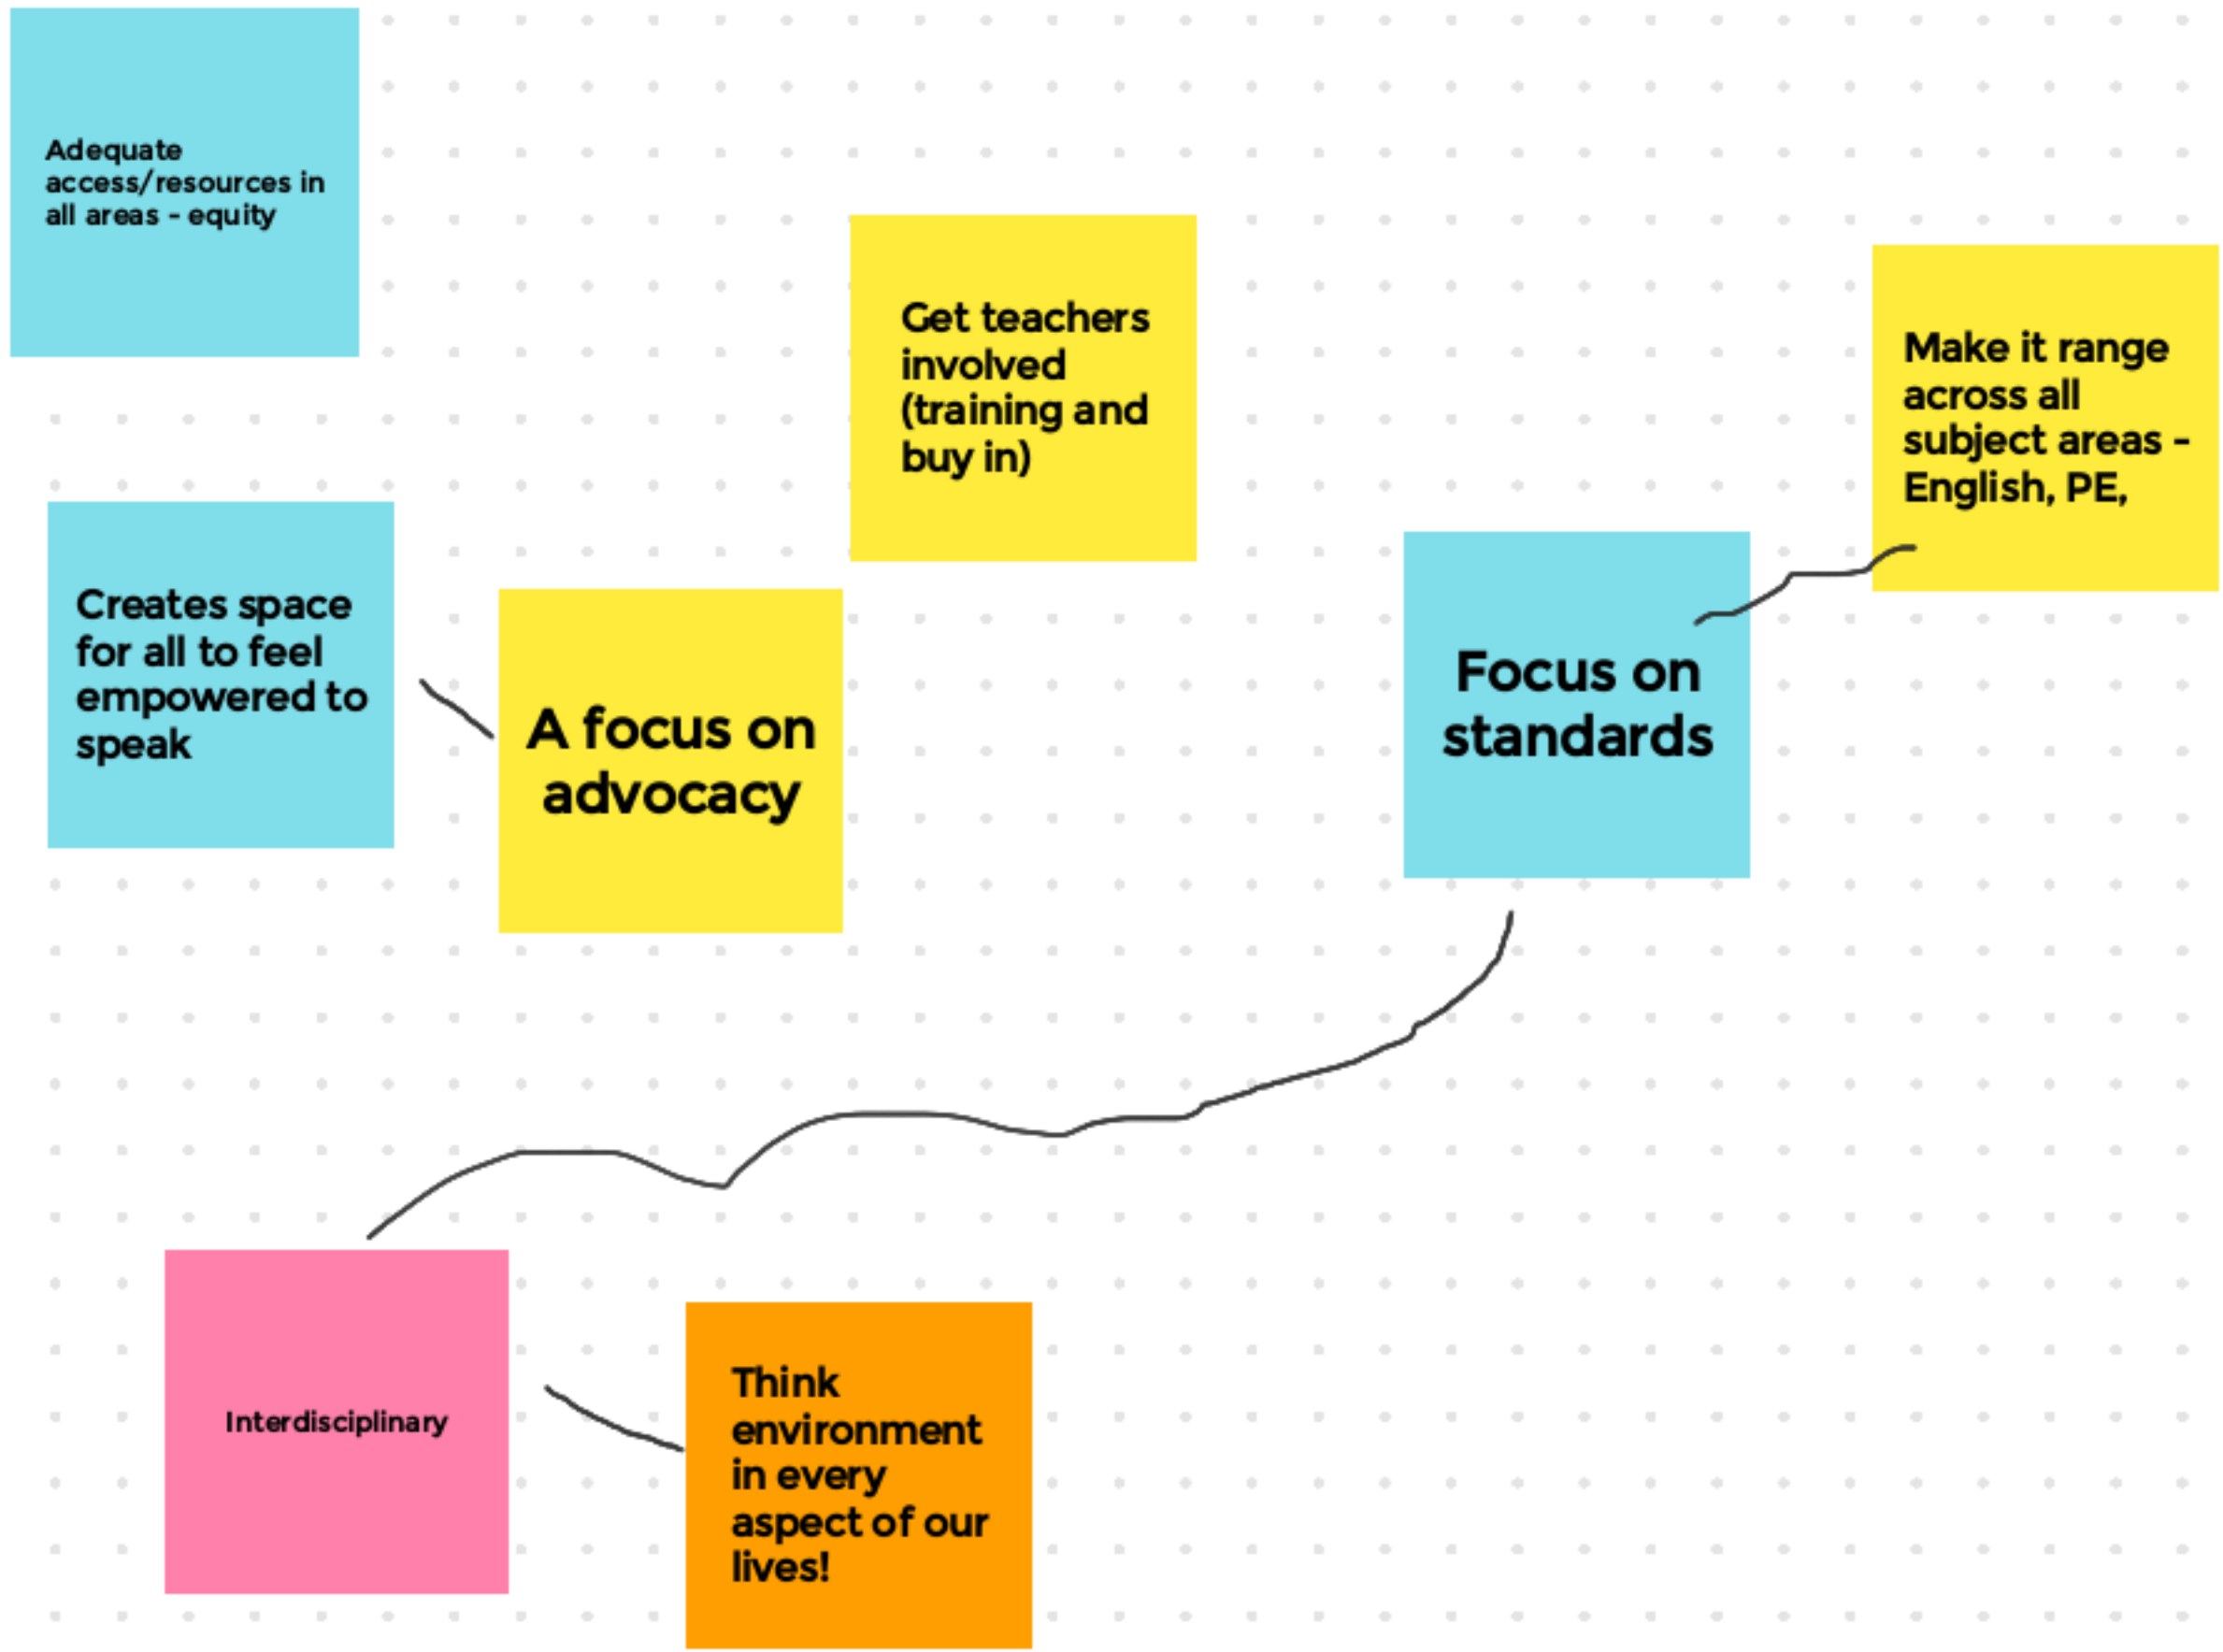 Adequate
access/resources in
all areas - equity
Get teachers
involved
(training and
buy in)
Make it range
across all
subject areas -
English, PE,
Creates space
for all to feel
empowered to
speak
A focus on
advocacy
Focus on
standards
Interdisciplinary
Think
environment
in every
aspect of our
lives!